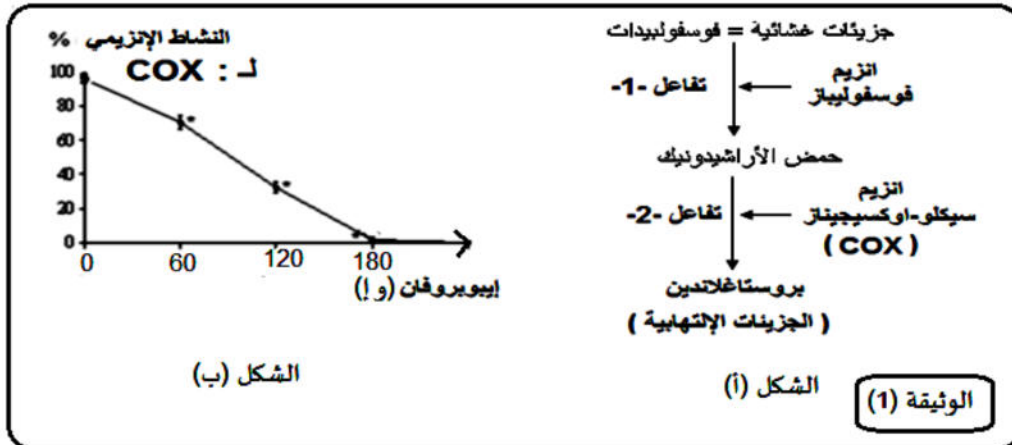 جزيئات غشائية = فوسفولبيدات
انزيم
فوسفوليباز
تفاعل -1-
حمض الأراشيدونيك
انزيم
سيكلو-اوكسيجيناز
(COX)
تفاعل -2-
بروستاغلاندين
(الجزيئات الإلتهابية)
الشكل (أ)
الوثيقة (1)
% النشاط الإنزيمي
لـ : COX
100
80
60
40
20
0
0 60 120 180
إيبوبروفان (و إ)
الشكل (ب)